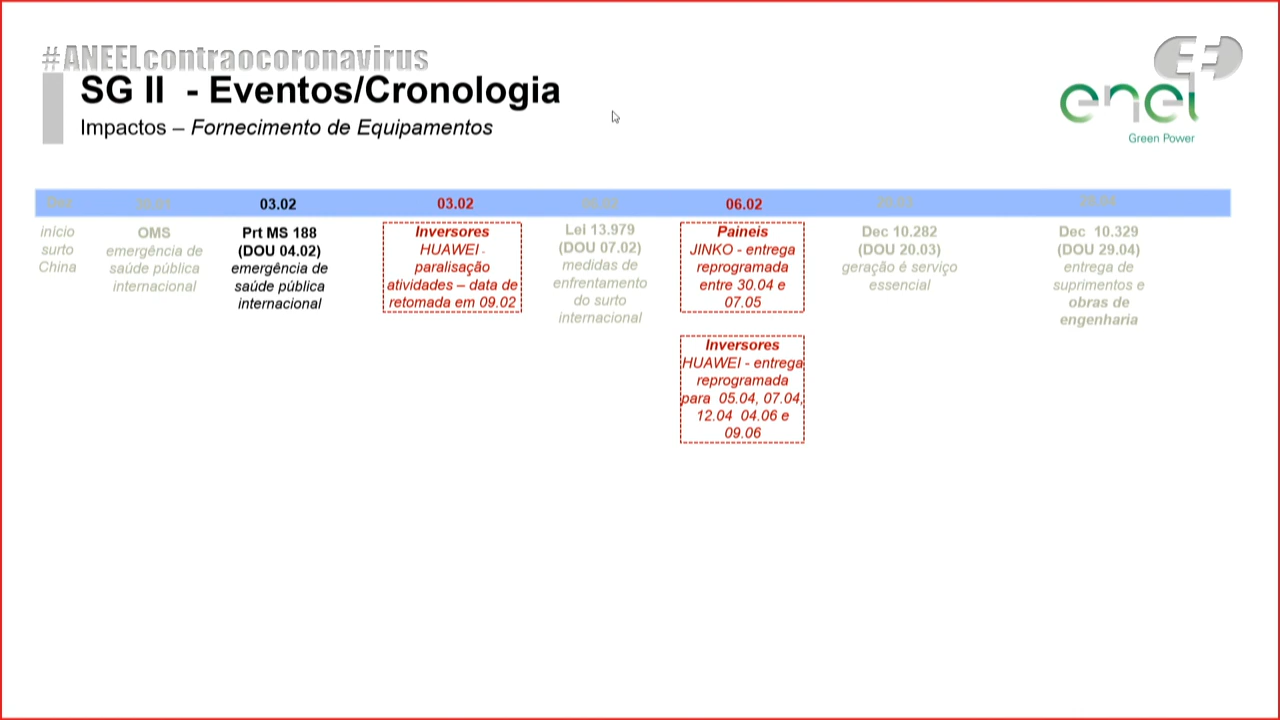 #ANEELcontraocoronavirus
SG II - Eventos/Cronologia
Impactos – Fornecimento de Equipamentos
enel
Green Power
Dez
03.02
03.02
06.02
início
surto
China
OMS
emergência de
saúde pública
internacional
Prt MS 188
(DOU 04.02)
emergência de
saúde pública
internacional
Inversores
HUAWEI -
paralisação
atividades – data de
retomada em 09.02
Lei 13.979
(DOU 07.02)
medidas de
enfrentamento
do surto
internacional
Paineis
JINKO - entrega
reprogramada
entre 30.04 e
07.05
Inversores
HUAWEI - entrega
reprogramada
para 05.04, 07.04,
12.04 04.06 e
09.06
Dec 10.282
(DOU 20.03)
geração é serviço
essencial
Dec 10.329
(DOU 29.04)
entrega de
suprimentos e
obras de
engenharia